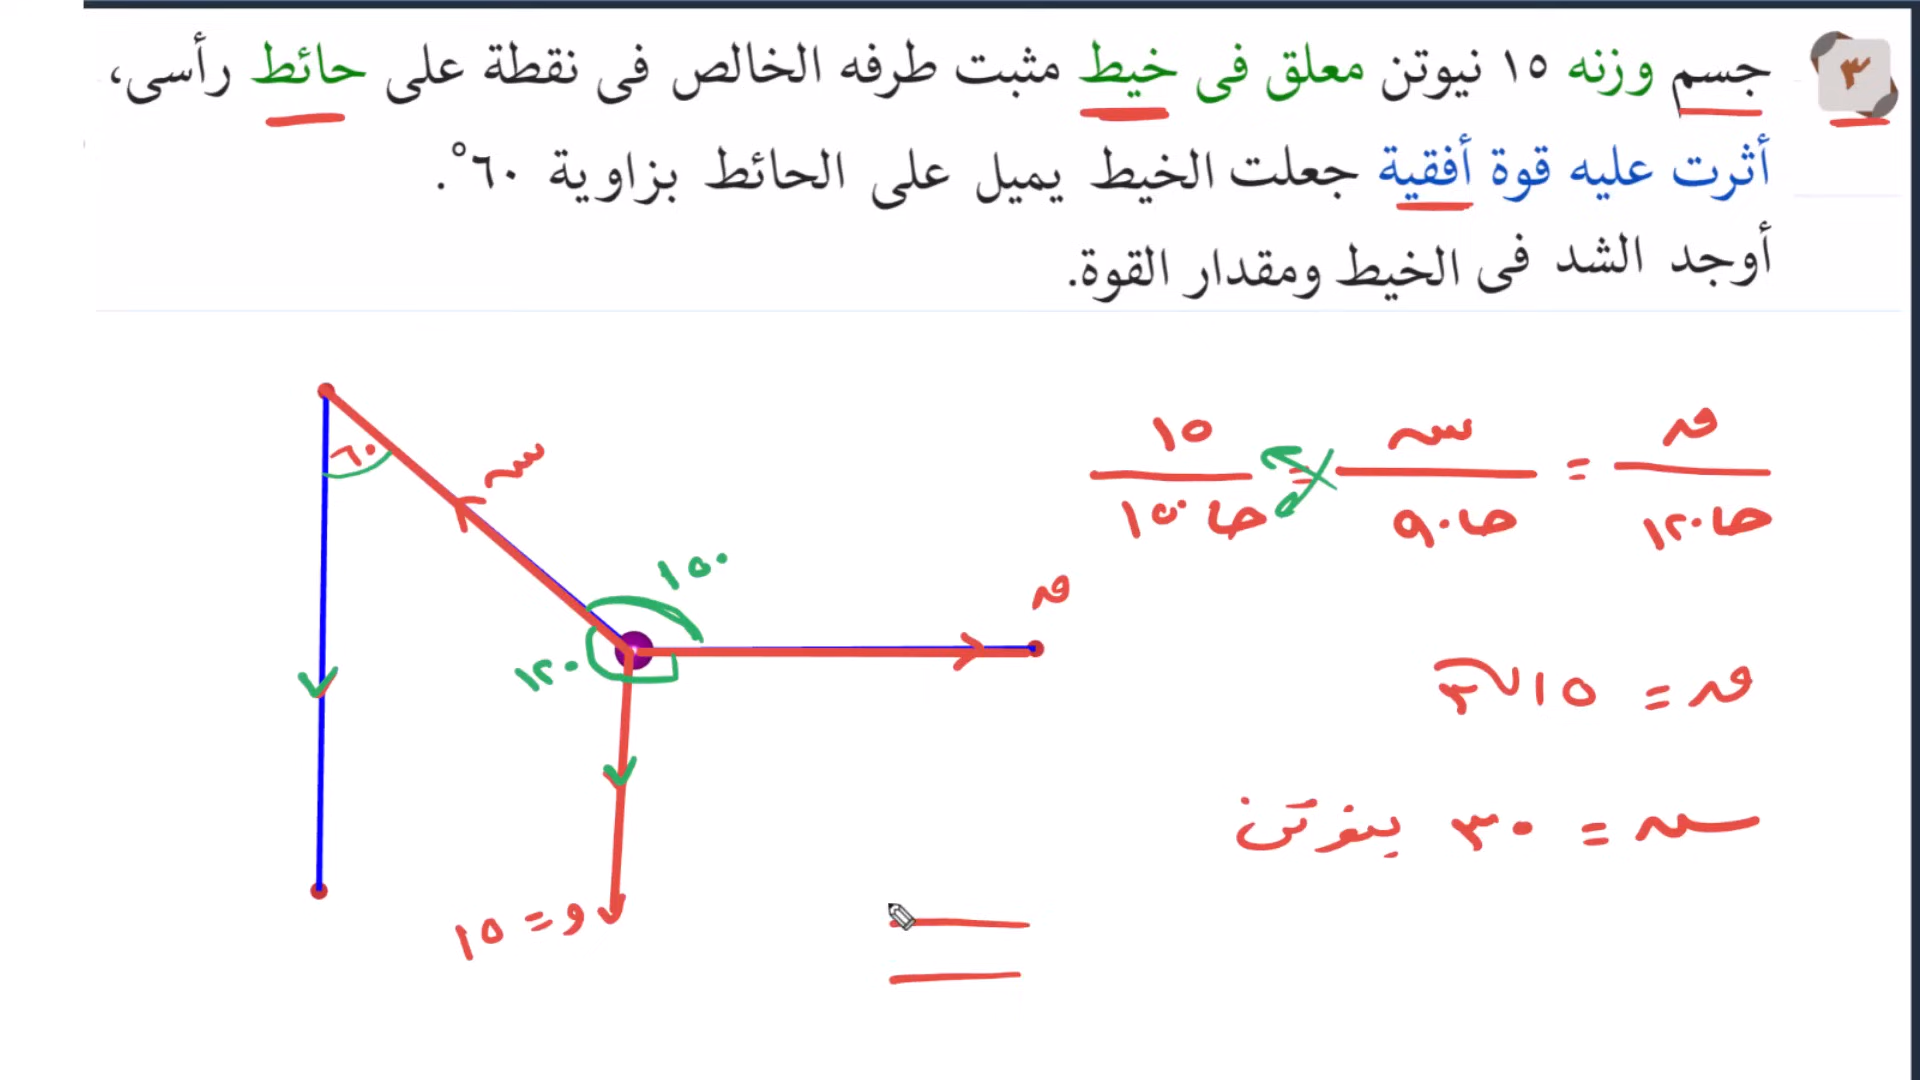 ٣
جسم وزنه ١٥ نيوتن معلق فى خيط مثبت طرفه الخالص فى نقطة على حائط رأسى،
أثرت عليه قوة أفقية جعلت الخيط يميل على الحائط بزاوية ٦٠°.
أوجد الشد فى الخيط ومقدار القوة.
ق / حا ١٢٠ = س / حا ٩٠ = ١٥ / حا ١٥٠
٦٠
س
١٥٠
ق
١٢٠
ق = ١٥√٣
س = ٣٠ نيوتن
و = ١٥